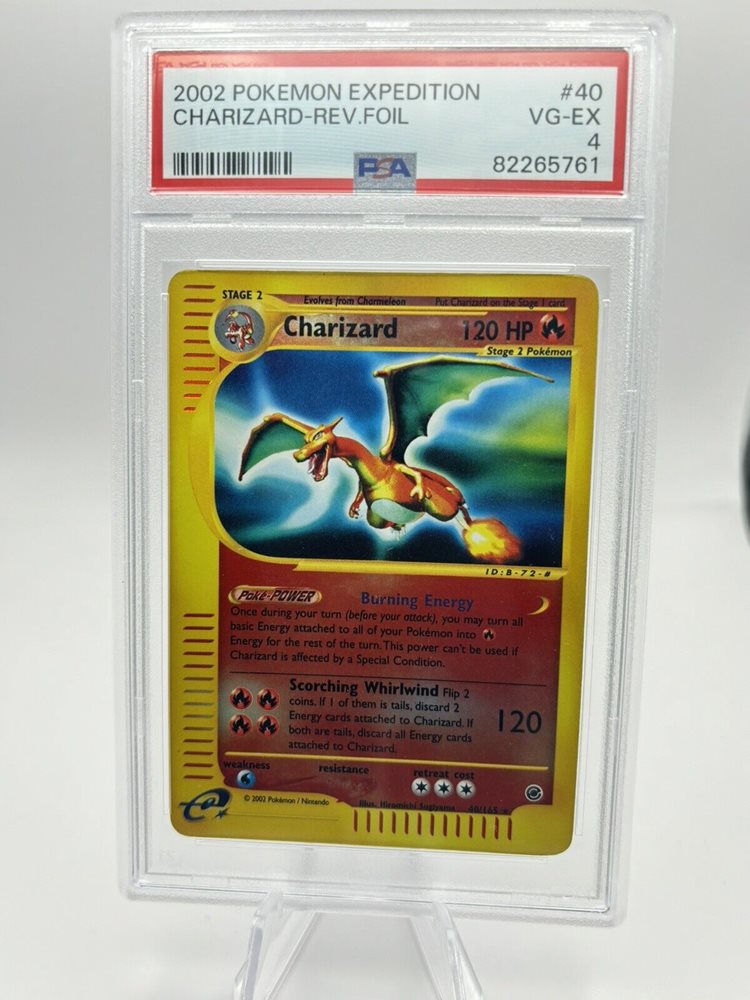 2002 POKEMON EXPEDITION #40
CHARIZARD-REV.FOIL VG-EX
4
PSA 82265761
STAGE 2 Evolves from Charmeleon Put Charizard on the Stage 1 card
Charizard 120 HP
Stage 2 Pokémon
ID:B-72-#
Poké-POWER Burning Energy
Once during your turn (before your attack), you may turn all
basic Energy attached to all of your Pokémon into
Energy for the rest of the turn. This power can't be used if
Charizard is affected by a Special Condition.
Scorching Whirlwind Flip 2
coins. If 1 of them is tails, discard 2
Energy cards attached to Charizard. If
both are tails, discard all Energy cards
attached to Charizard.
120
weakness resistance retreat cost
e
© 2002 Pokémon / Nintendo
Illus. Hiromichi Sugiyama 40/165